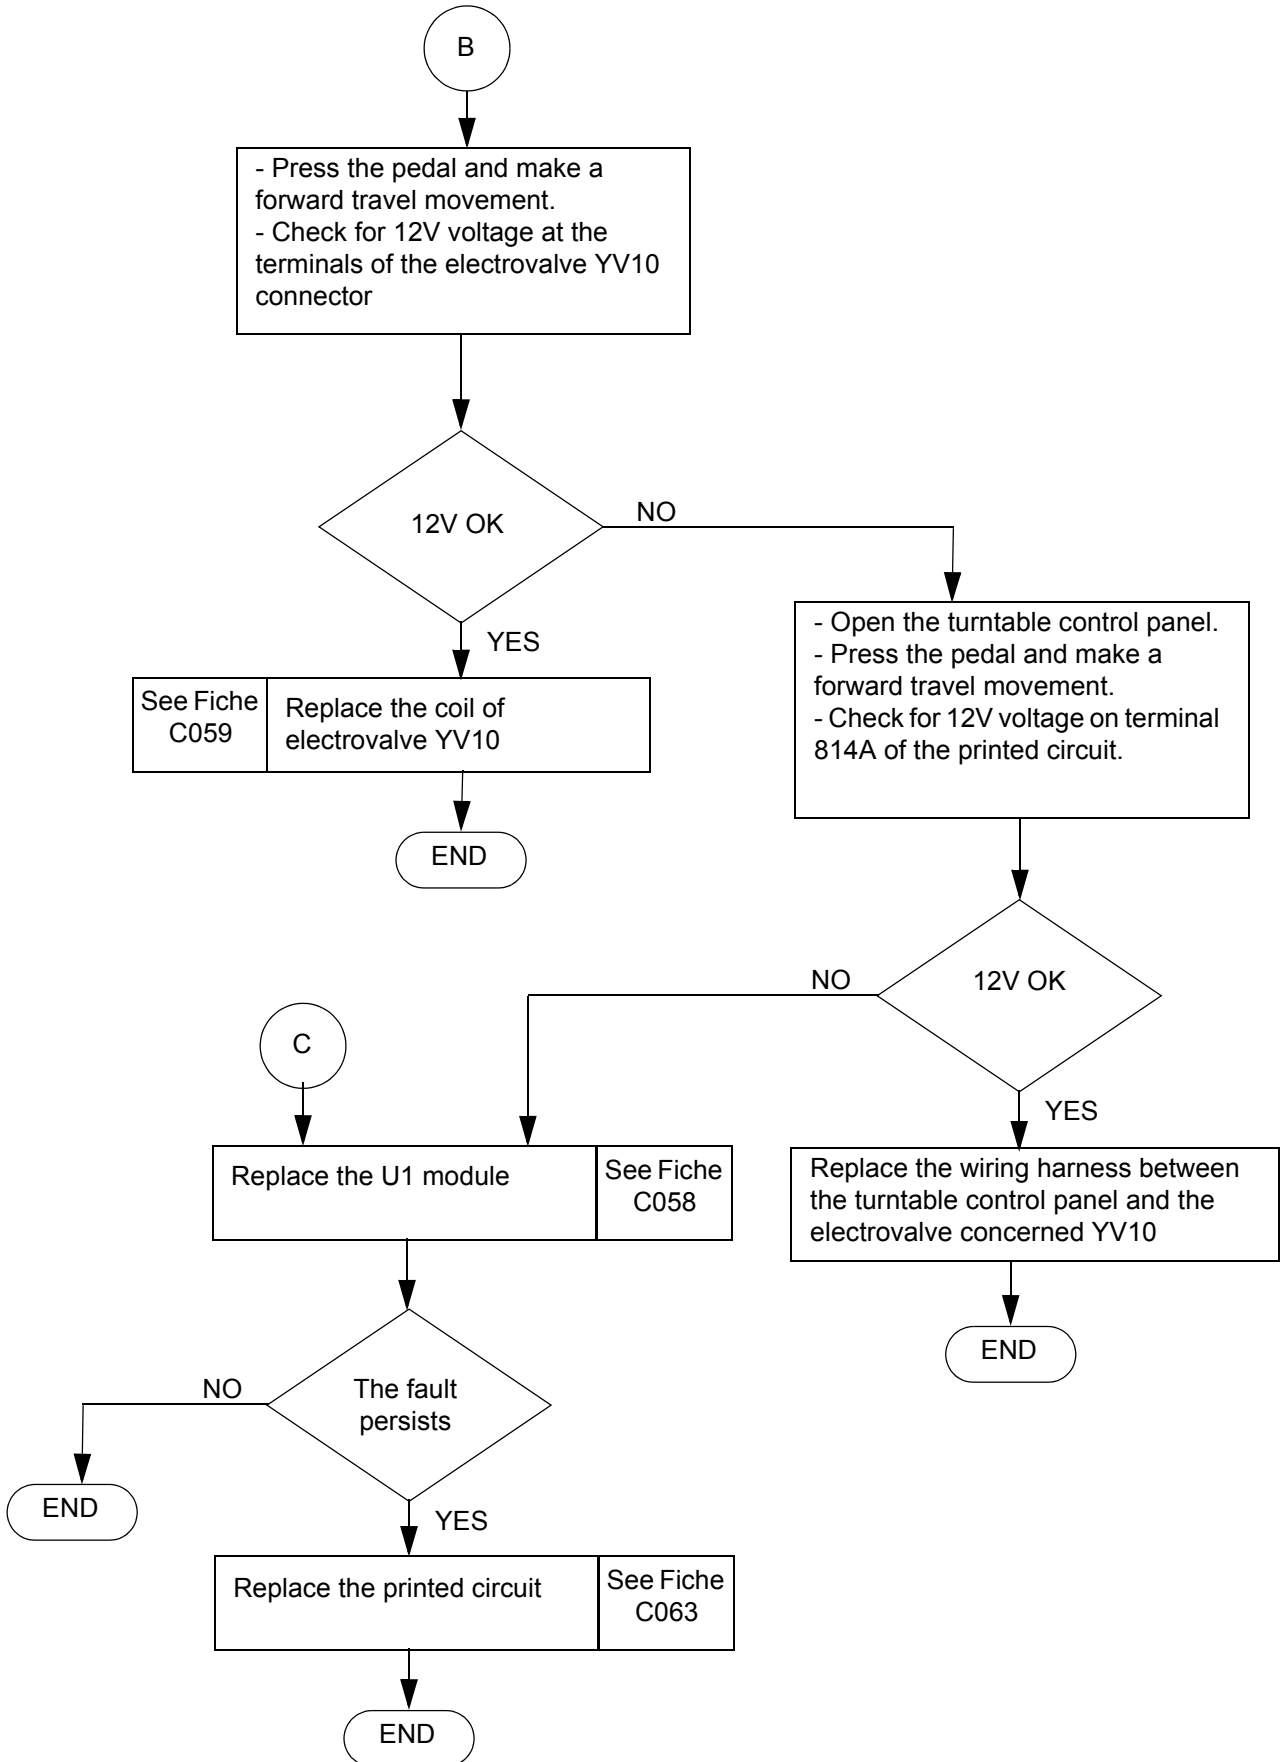 B
- Press the pedal and make a
forward travel movement.
- Check for 12V voltage at the
terminals of the electrovalve YV10
connector
12V OK
NO
YES
See Fiche
C059
Replace the coil of
electrovalve YV10
END
- Open the turntable control panel.
- Press the pedal and make a
forward travel movement.
- Check for 12V voltage on terminal
814A of the printed circuit.
12V OK
NO
YES
Replace the wiring harness between
the turntable control panel and the
electrovalve concerned YV10
END
C
Replace the U1 module
See Fiche
C058
The fault
persists
NO
END
YES
Replace the printed circuit
See Fiche
C063
END